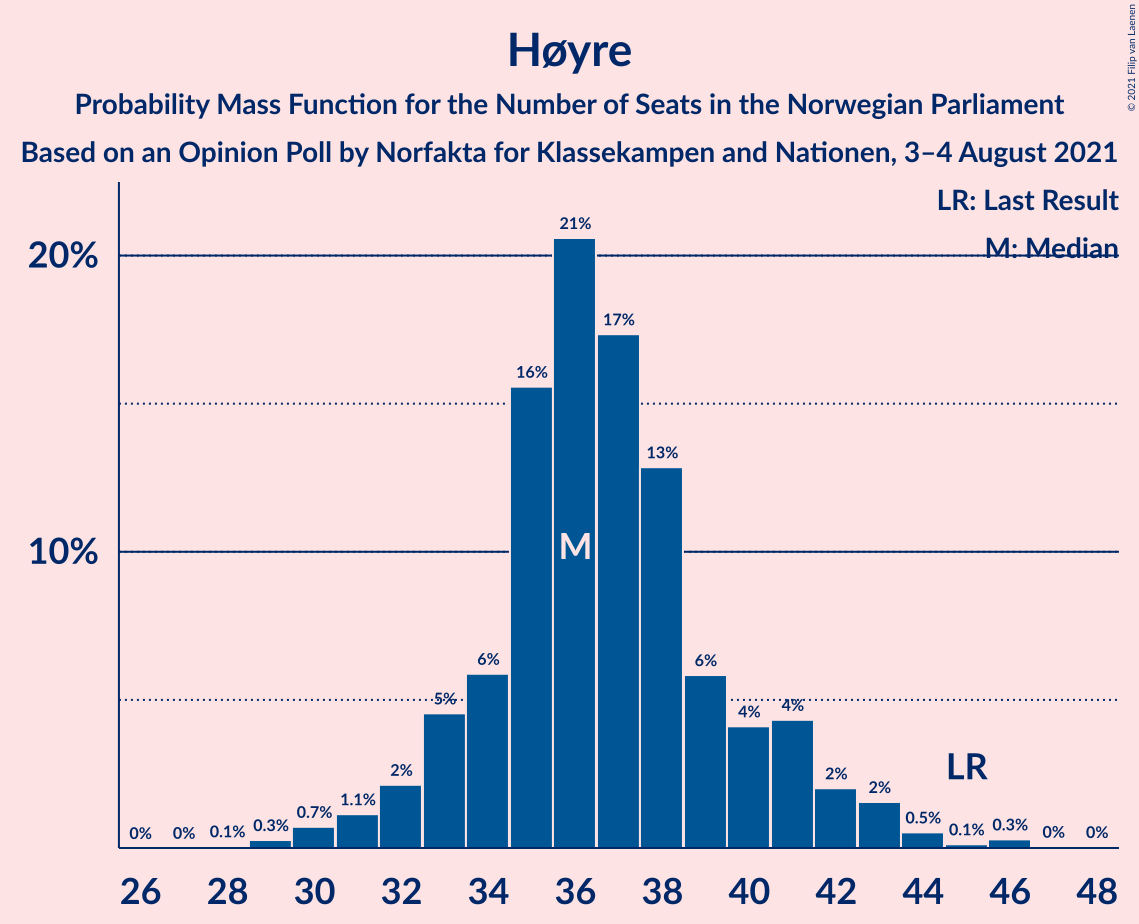 Høyre
Probability Mass Function for the Number of Seats in the Norwegian Parliament
Based on an Opinion Poll by Norfakta for Klassekampen and Nationen, 3–4 August 2021
© 2021 Filip van Laenen
LR: Last Result
M: Median
20%
10%
0% 0% 0.1% 0.3% 0.7% 1.1% 2% 5% 6% 16% 21% 17% 13% 6% 4% 4% 2% 2% 0.5% 0.1% 0.3% 0% 0%
M
LR
26 28 30 32 34 36 38 40 42 44 46 48